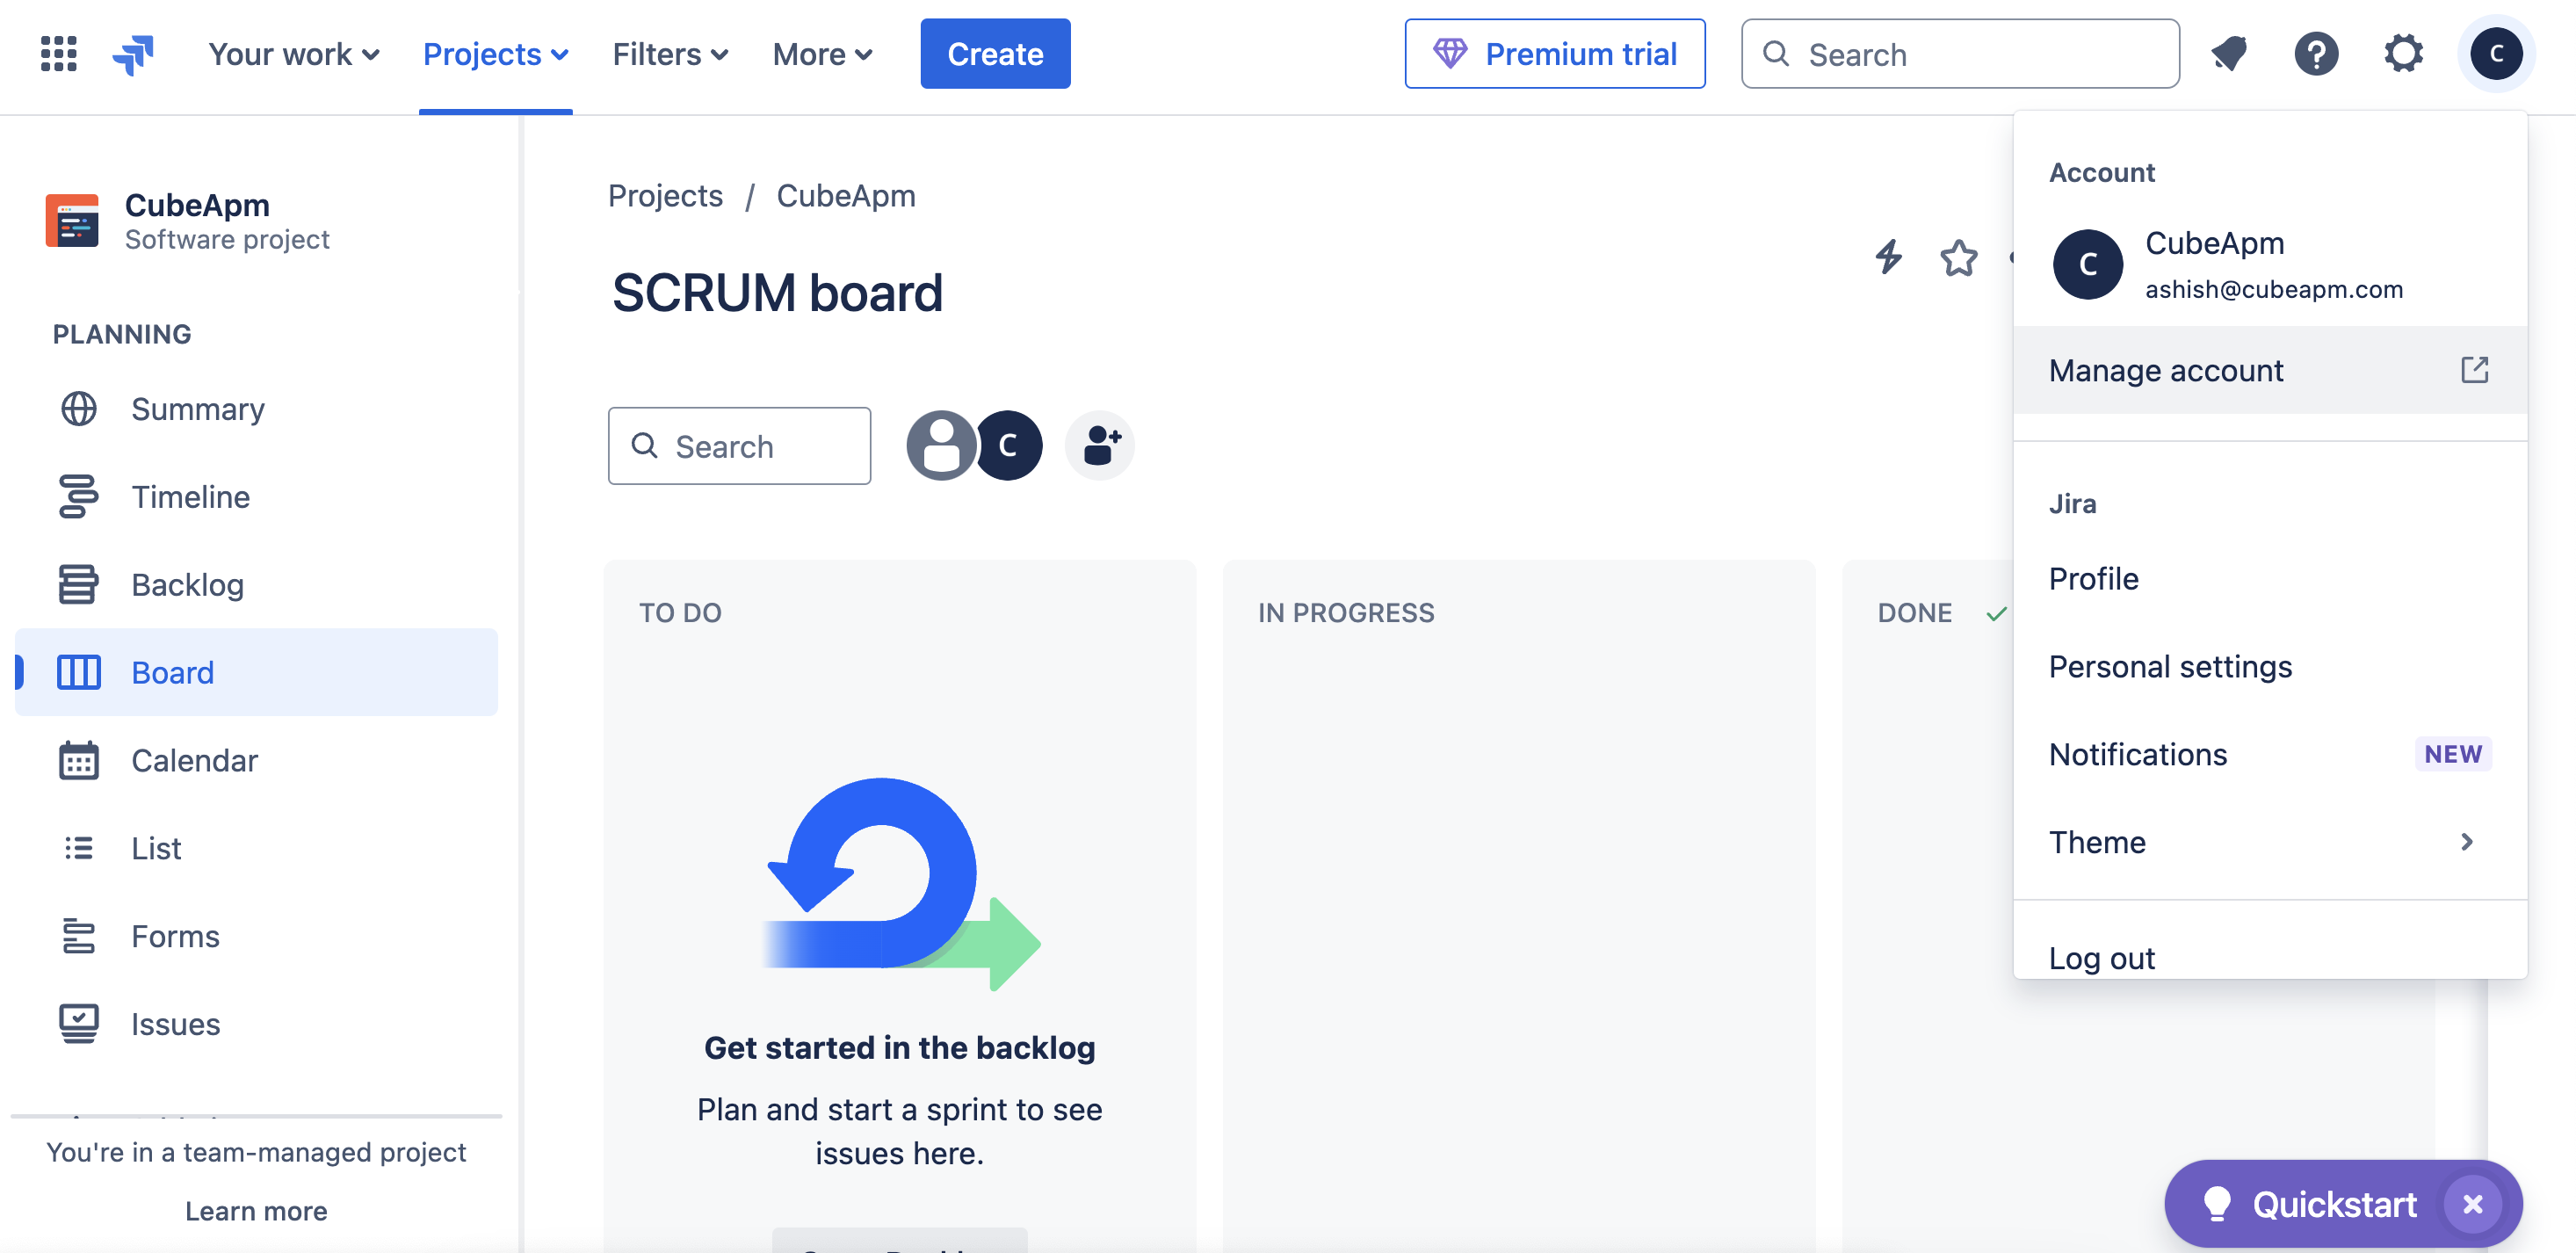 Your work
Projects
Filters
More
Create
Premium trial
Search
C
CubeApm
Software project
PLANNING
Summary
Timeline
Backlog
Board
Calendar
List
Forms
Issues
You're in a team-managed project
Learn more
Projects / CubeApm
SCRUM board
Search
C
TO DO
IN PROGRESS
DONE
Get started in the backlog
Plan and start a sprint to see
issues here.
Account
C
CubeApm
ashish@cubeapm.com
Manage account
Jira
Profile
Personal settings
Notifications NEW
Theme
Log out
Quickstart